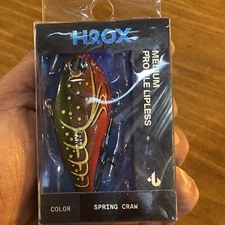 H2OX
MEDIUM
PROFILE LIPLESS
COLOR
SPRING CRAW